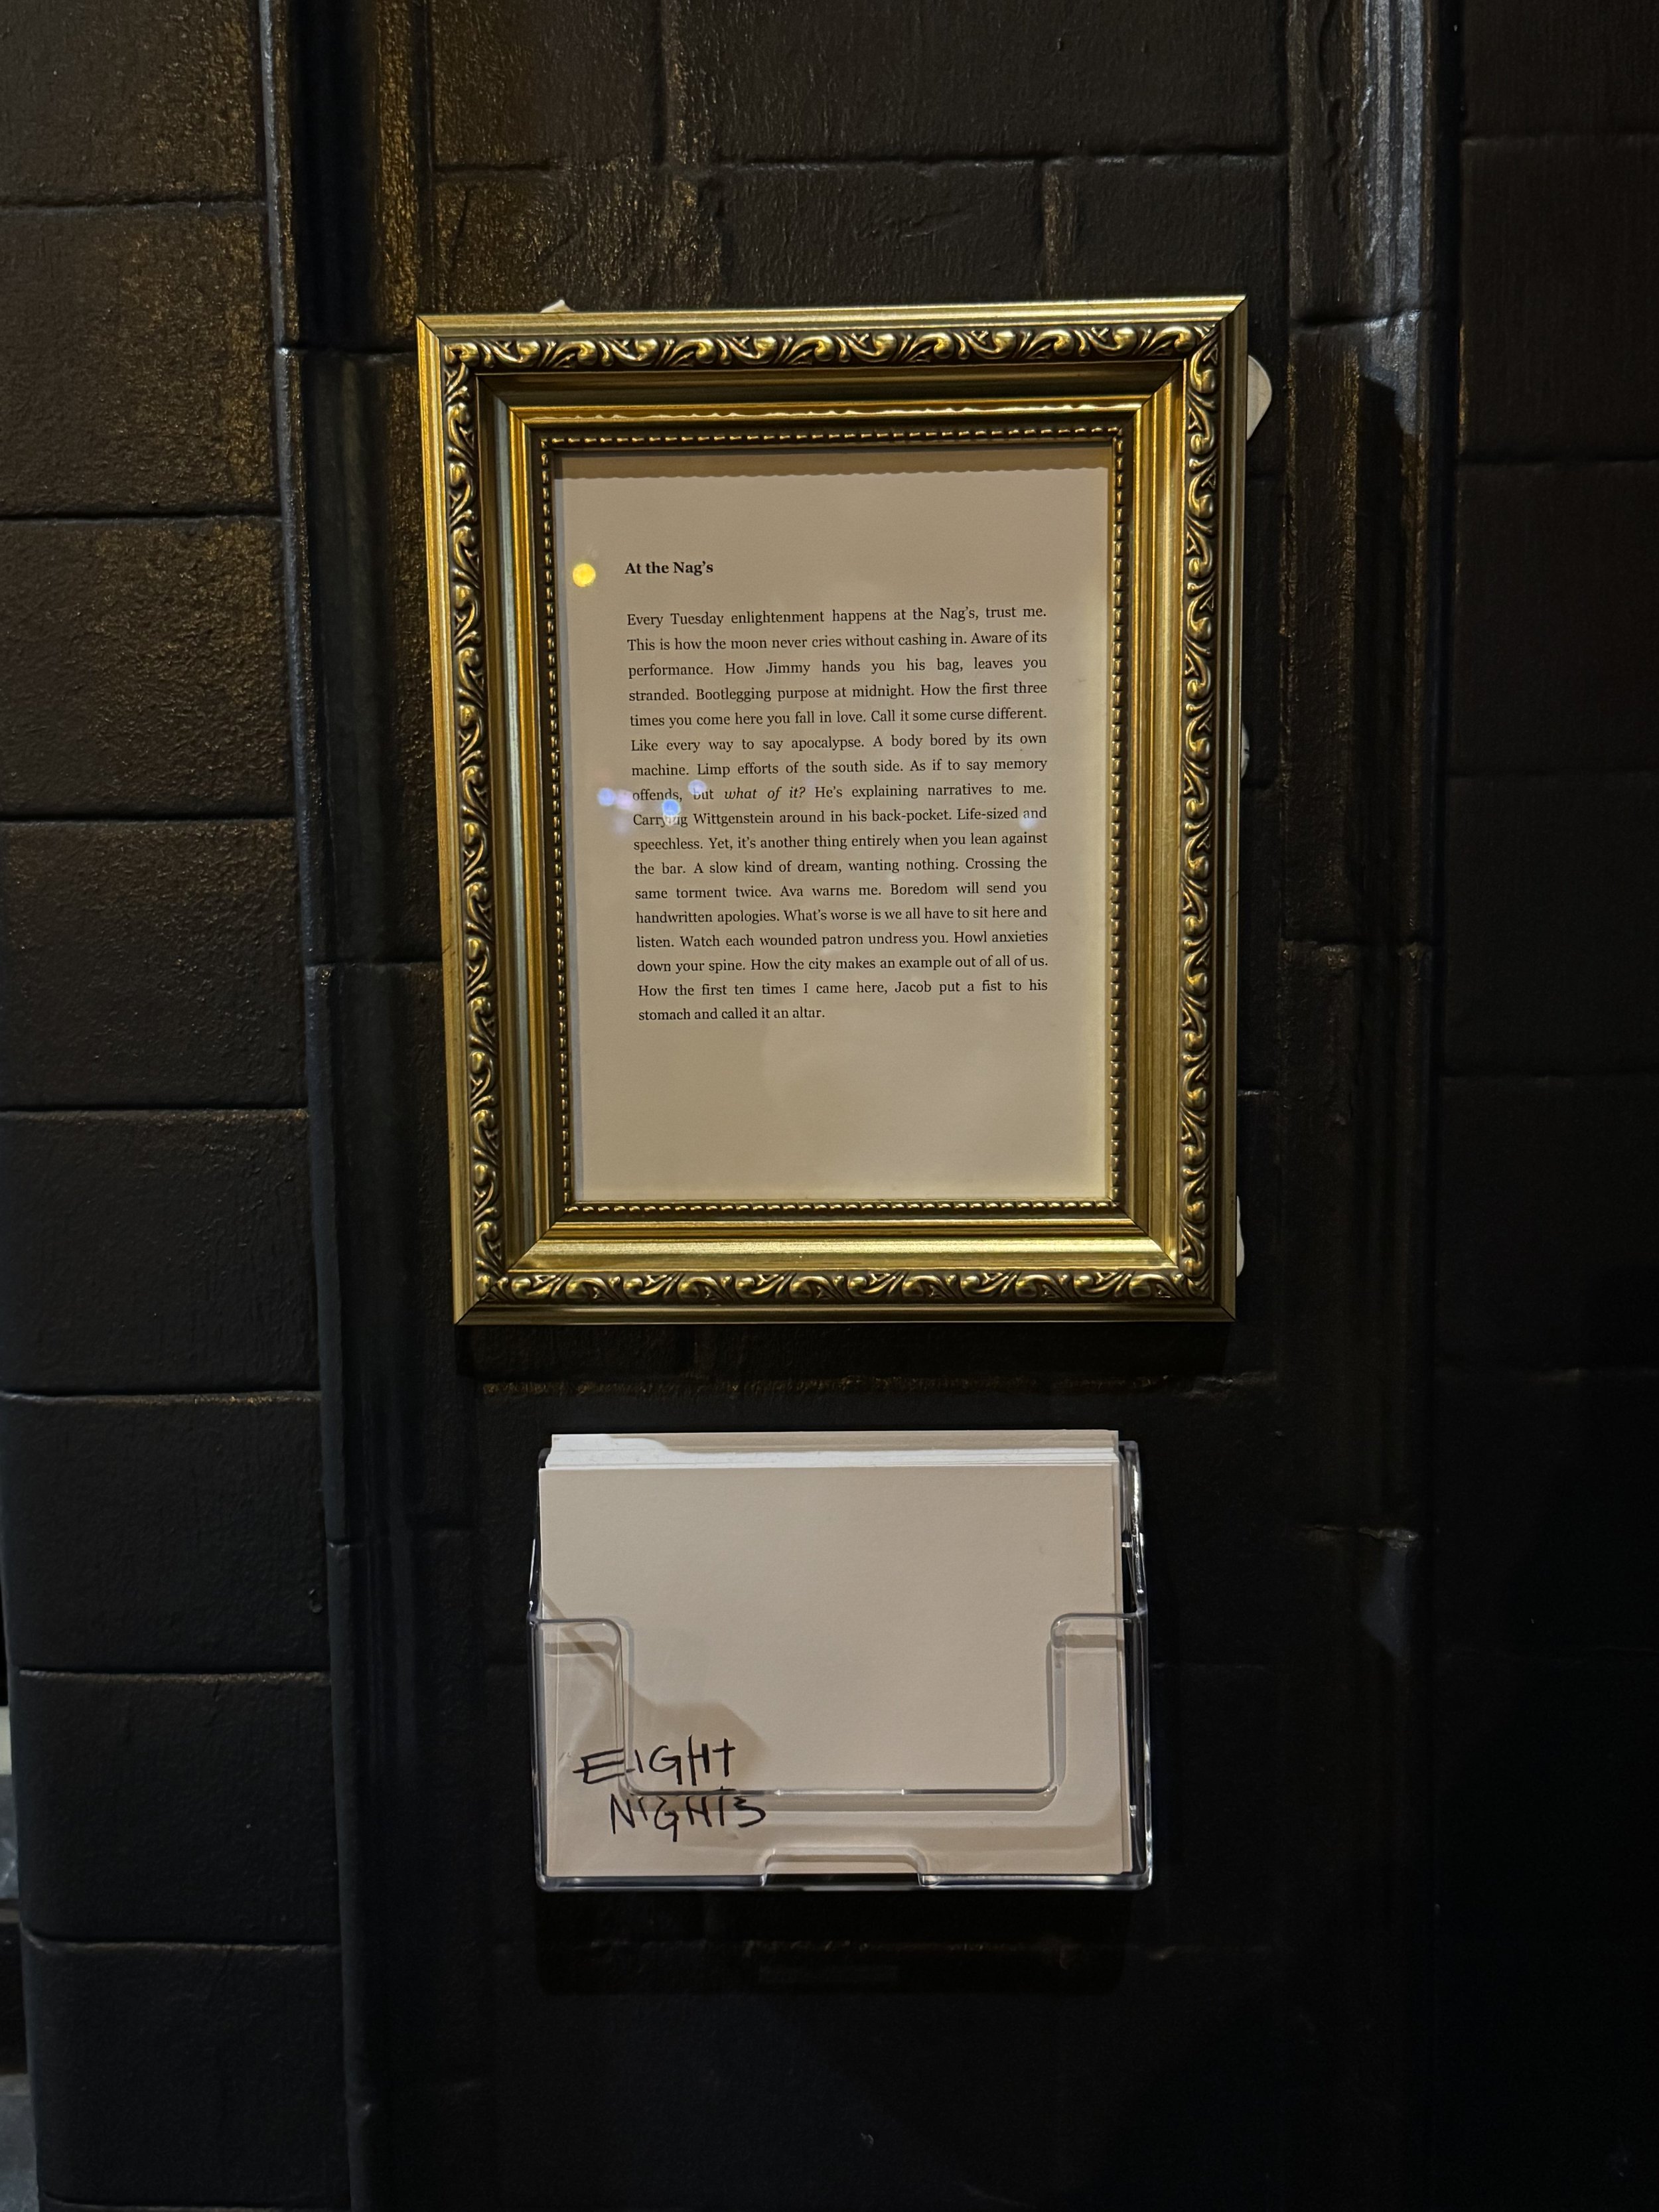 At the Nag's
Every Tuesday enlightenment happens at the Nag's, trust me.
This is how the moon never cries without cashing in. Aware of its
performance. How Jimmy hands you his bag, leaves you
stranded. Bootlegging purpose at midnight. How the first three
times you come here you fall in love. Call it some curse different.
Like every way to say apocalypse. A body bored by its own
machine. Limp efforts of the south side. As if to say memory
offends, but what of it? He's explaining narratives to me.
Carrying Wittgenstein around in his back-pocket. Life-sized and
speechless. Yet, it's another thing entirely when you lean against
the bar. A slow kind of dream, wanting nothing. Crossing the
same torment twice. Ava warns me. Boredom will send you
handwritten apologies. What's worse is we all have to sit here and
listen. Watch each wounded patron undress you. Howl anxieties
down your spine. How the city makes an example out of all of us.
How the first ten times I came here, Jacob put a fist to his
stomach and called it an altar.
EIGHT
NIGHTS